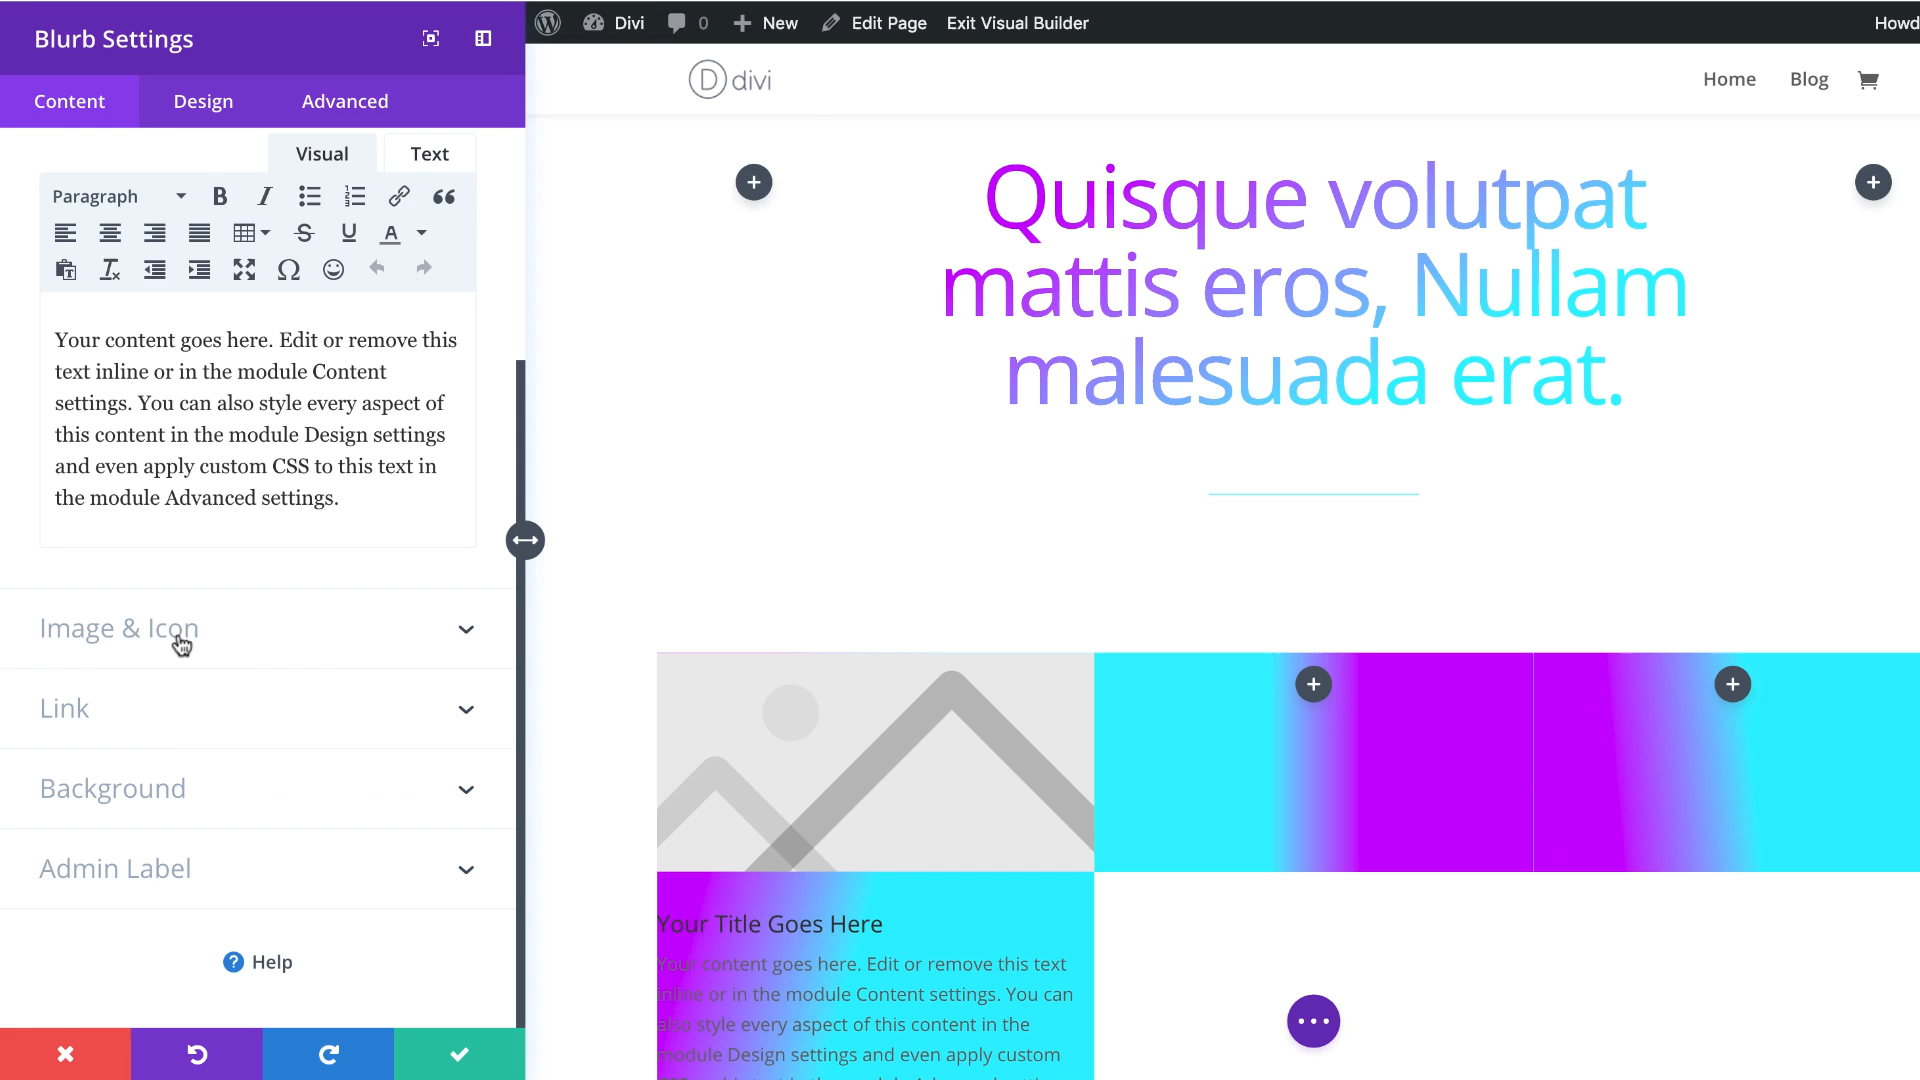 Blurb Settings
Content
Design
Advanced
Visual
Text
Paragraph
Your content goes here. Edit or remove this
text inline or in the module Content
settings. You can also style every aspect of
this content in the module Design settings
and even apply custom CSS to this text in
the module Advanced settings.
Image & Icon
Link
Background
Admin Label
Help
Divi
0
New
Edit Page
Exit Visual Builder
Howd
divi
Home
Blog
Quisque volutpat
mattis eros, Nullam
malesuada erat.
Your Title Goes Here
Your content goes here. Edit or remove this text
inline or in the module Content settings. You can
also style every aspect of this content in the
module Design settings and even apply custom